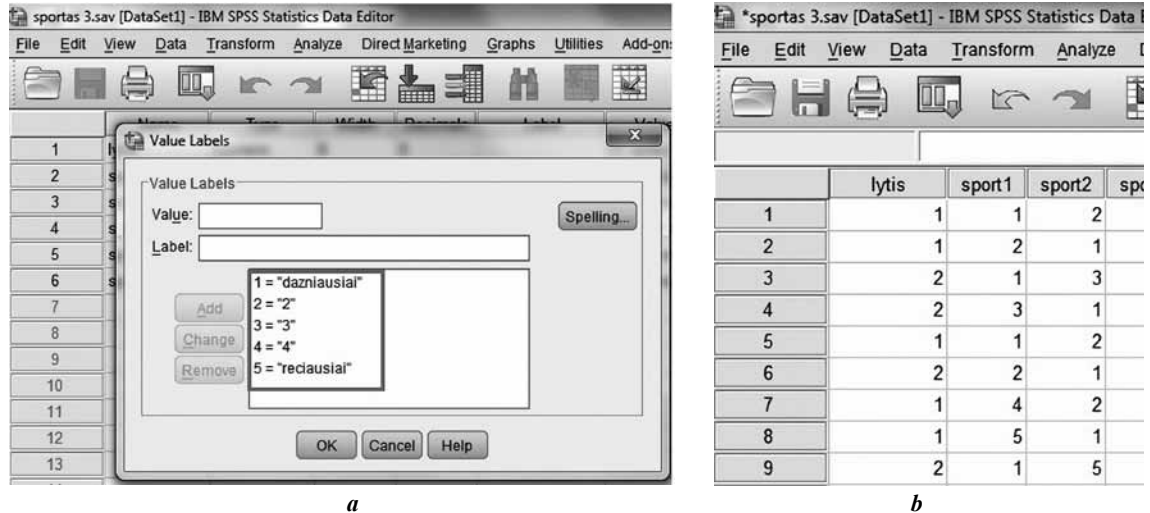 sportas 3.sav [DataSet1] - IBM SPSS Statistics Data Editor
File Edit View Data Transform Analyze Direct Marketing Graphs Utilities Add-on
Value Labels
Value Labels
Value:
Spelling...
Label:
1 = "dazniausiai"
2 = "2"
3 = "3"
4 = "4"
5 = "reciausiai"
Add
Change
Remove
OK Cancel Help
1
2
3
4
5
6
7
8
9
10
11
12
13
a
*sportas 3.sav [DataSet1] - IBM SPSS Statistics Data
File Edit View Data Transform Analyze
lytis sport1 sport2 spo
1 1 1 2
2 1 2 1
3 2 1 3
4 2 3 1
5 1 1 2
6 2 2 1
7 1 4 2
8 1 5 1
9 2 1 5
b